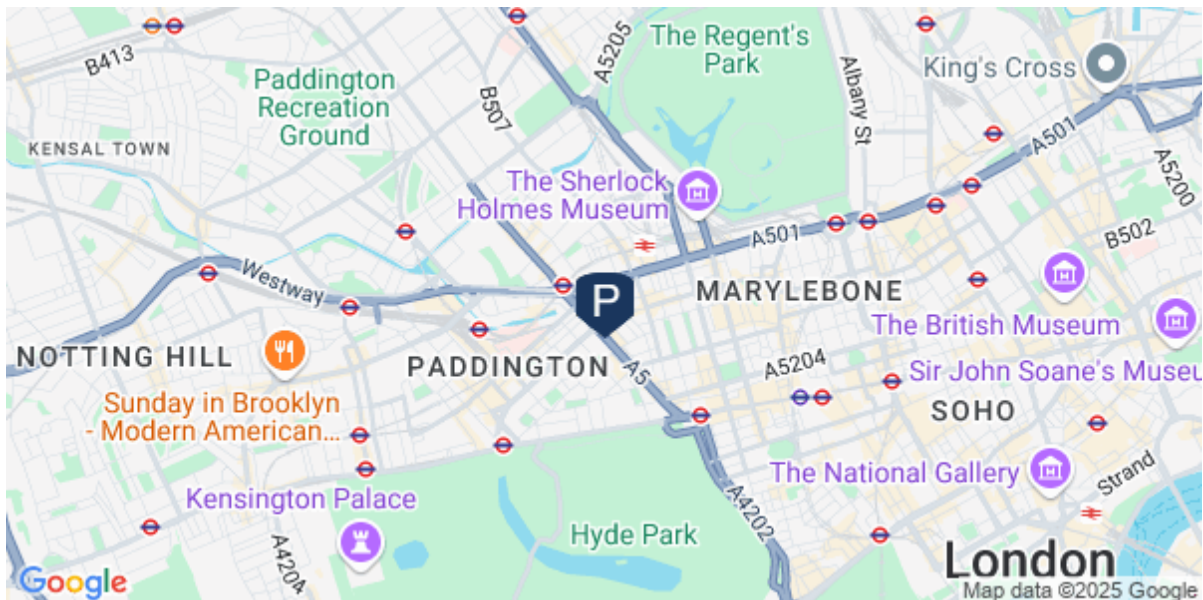 B413
A5205
The Regent's
Park
King's Cross
Paddington
Recreation
Ground
B507
Albany St
A501
KENSAL TOWN
A5200
The Sherlock
Holmes Museum
A501
B502
Westway
MARYLEBONE
P
The British Museum
NOTTING HILL
PADDINGTON
A5
A5204
Sir John Soane's Museu
Sunday in Brooklyn
- Modern American...
SOHO
The National Gallery
Strand
Kensington Palace
A4202
Hyde Park
A4204
London
Google
Map data ©2025 Google